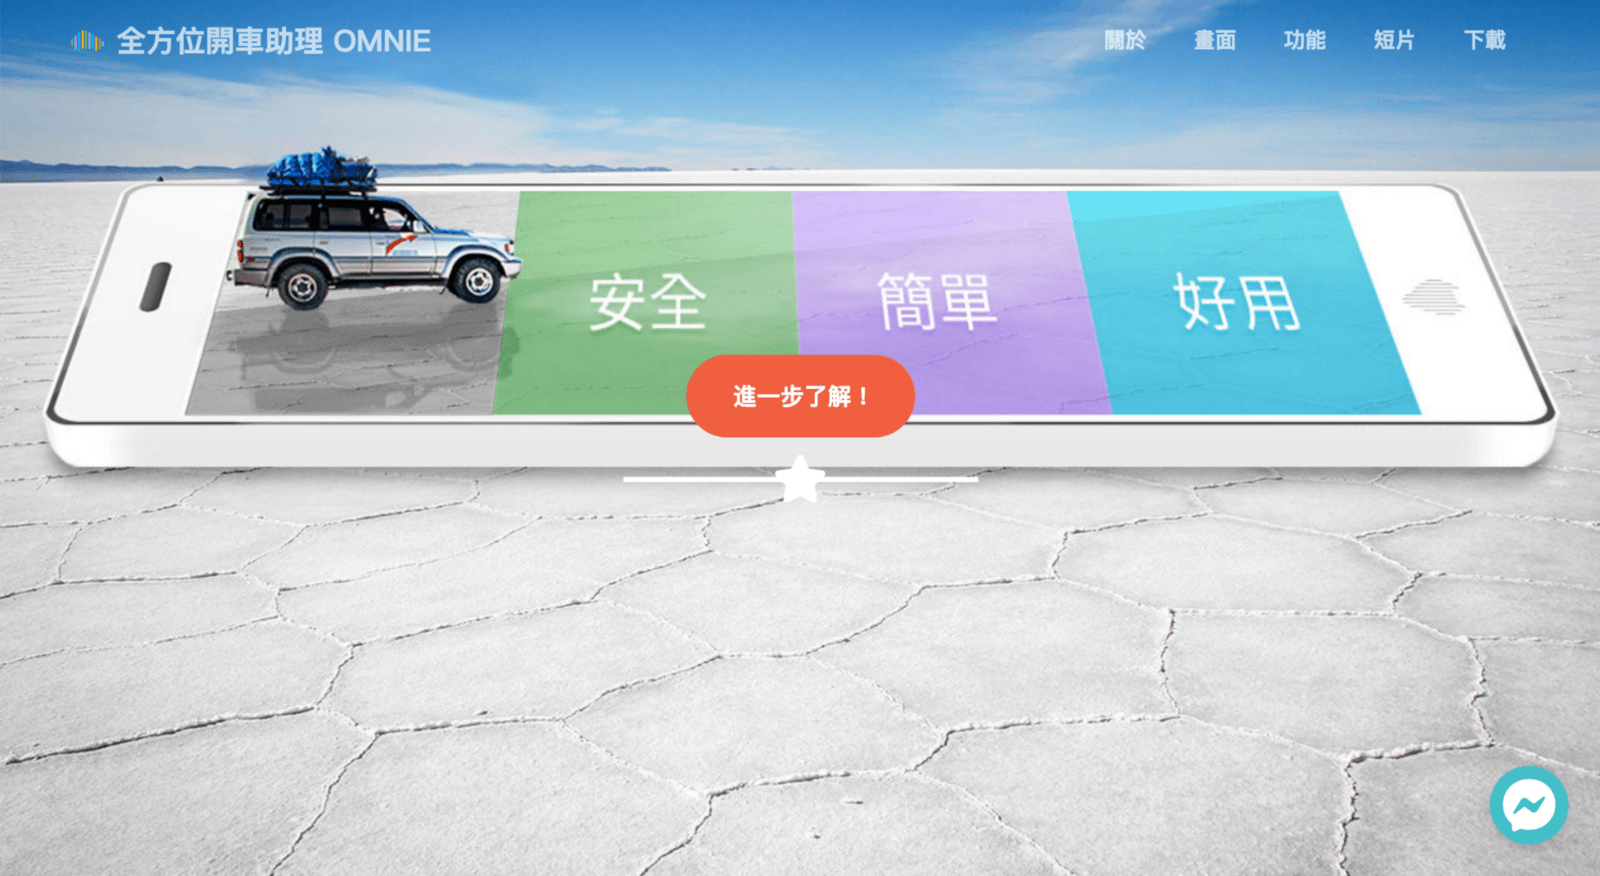 全方位開車助理 OMNIE
關於 畫面 功能 短片 下載
安全 簡單 好用
進一步了解！